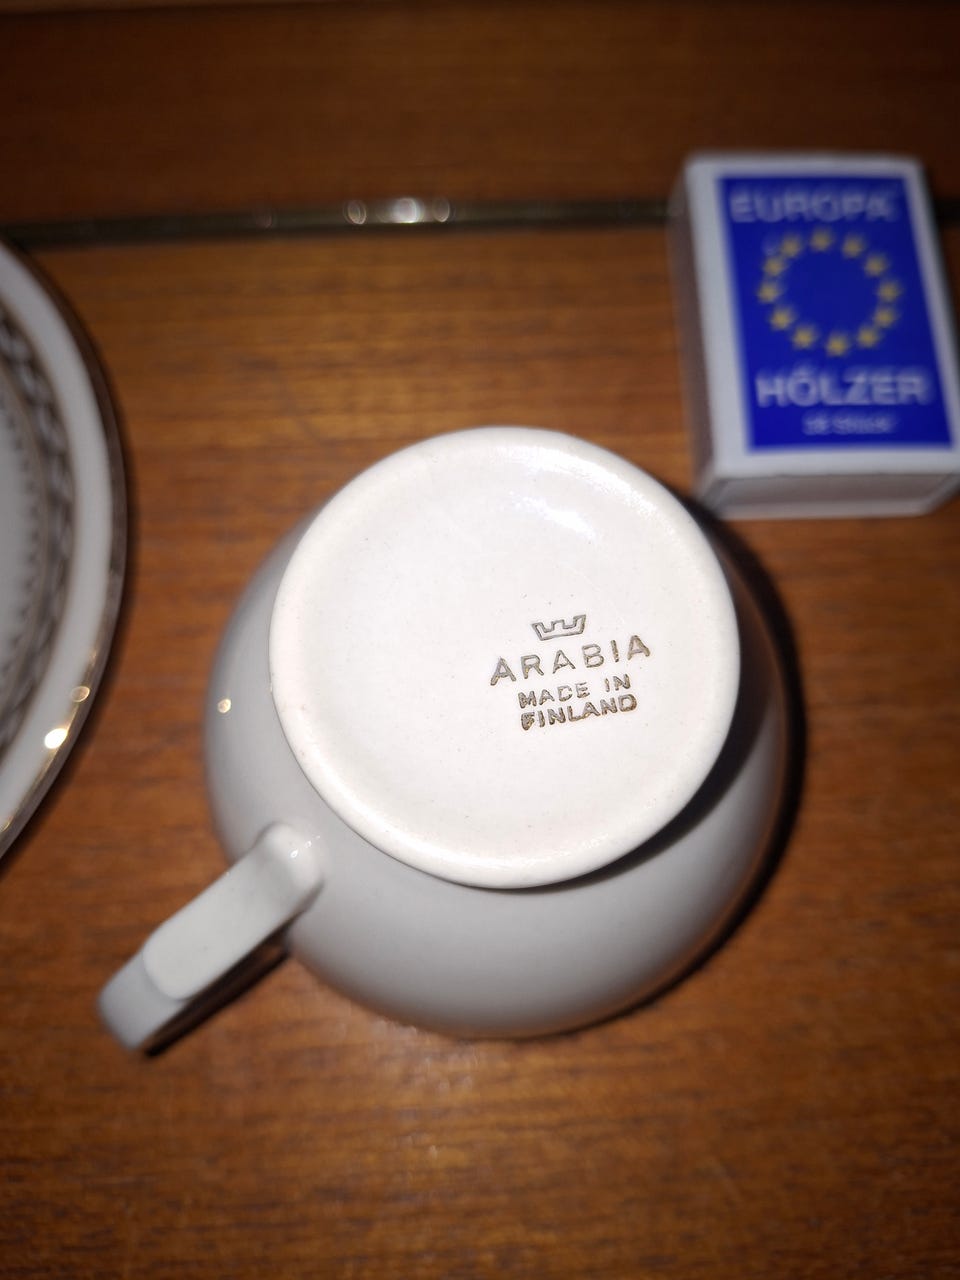 EUROPA
HÖLZER
ARABIA
MADE IN
FINLAND